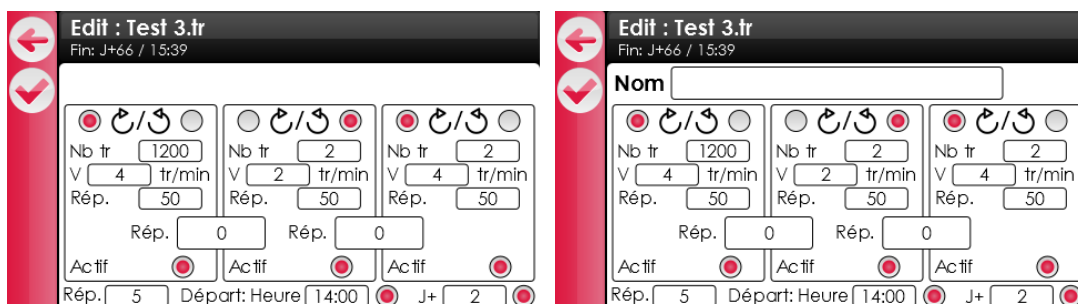 Edit : Test 3.tr
Fin: J+66 / 15:39
Nb tr 1200 Nb tr 2 Nb tr 2
V 4 tr/min V 2 tr/min V 4 tr/min
Rép. 50 Rép. 50 Rép. 50
Rép. 0 Rép. 0
Actif Actif Actif
Rép. 5 Départ: Heure 14:00 J+ 2
Edit : Test 3.tr
Fin: J+66 / 15:39
Nom
Nb tr 1200 Nb tr 2 Nb tr 2
V 4 tr/min V 2 tr/min V 4 tr/min
Rép. 50 Rép. 50 Rép. 50
Rép. 0 Rép. 0
Actif Actif Actif
Rép. 5 Départ: Heure 14:00 J+ 2